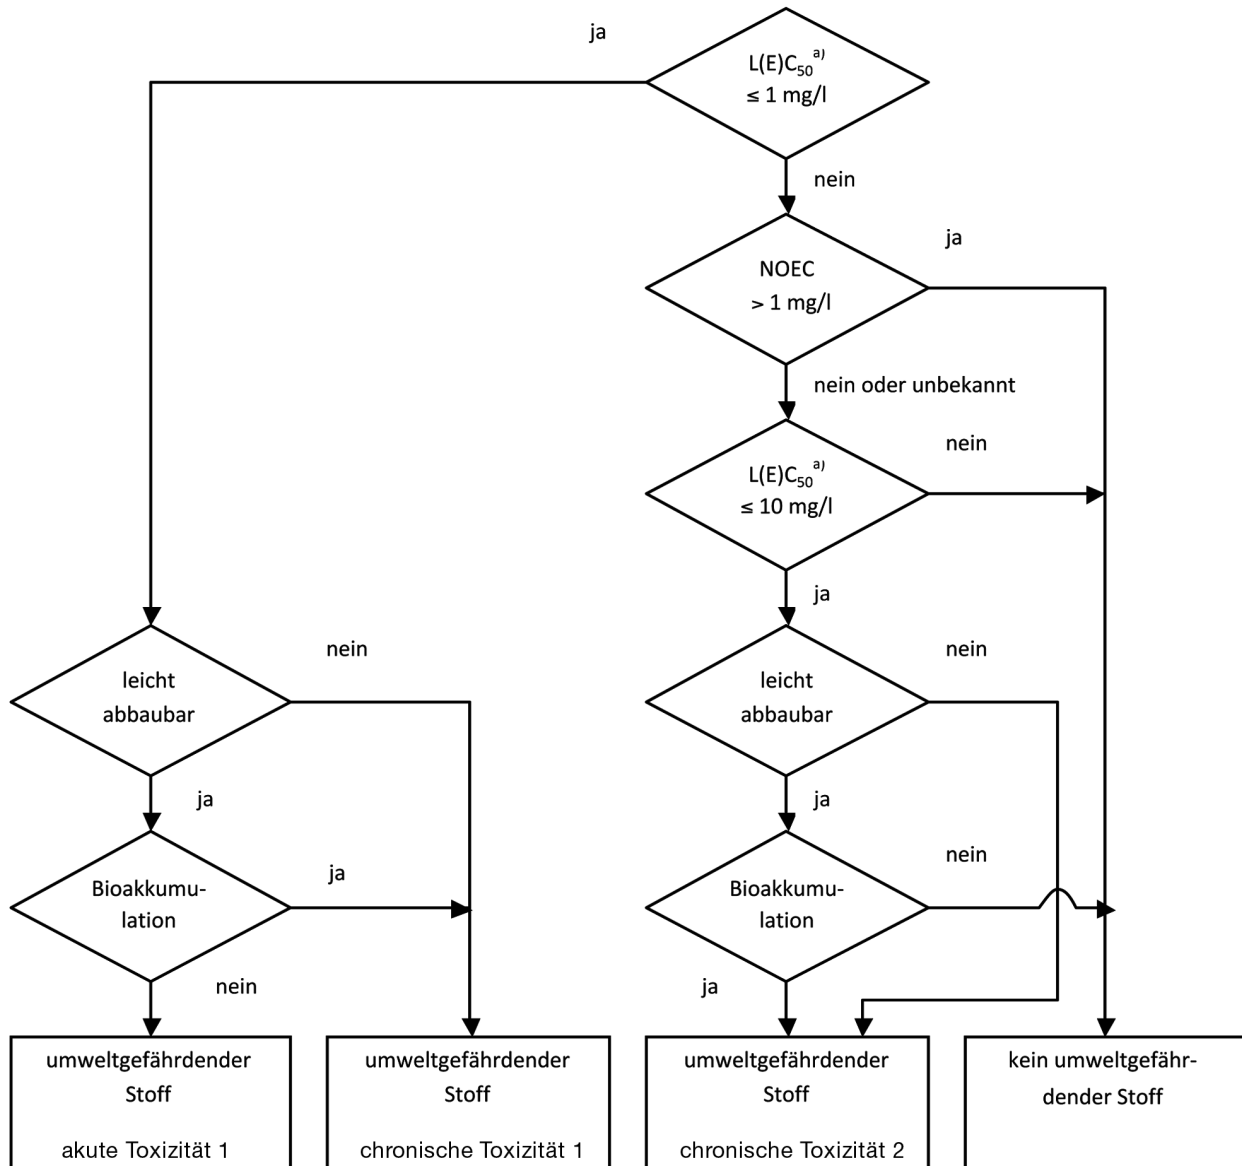 ja
L(E)C50 a)
≤ 1 mg/l
nein
ja
NOEC
> 1 mg/l
nein oder unbekannt
nein
L(E)C50 a)
≤ 10 mg/l
ja
nein
leicht
abbaubar
nein
leicht
abbaubar
ja
ja
nein
Bioakkumu-
lation
ja
Bioakkumu-
lation
nein
ja
umweltgefährdender
Stoff
akute Toxizität 1
umweltgefährdender
Stoff
chronische Toxizität 1
umweltgefährdender
Stoff
chronische Toxizität 2
kein umweltgefähr-
dender Stoff